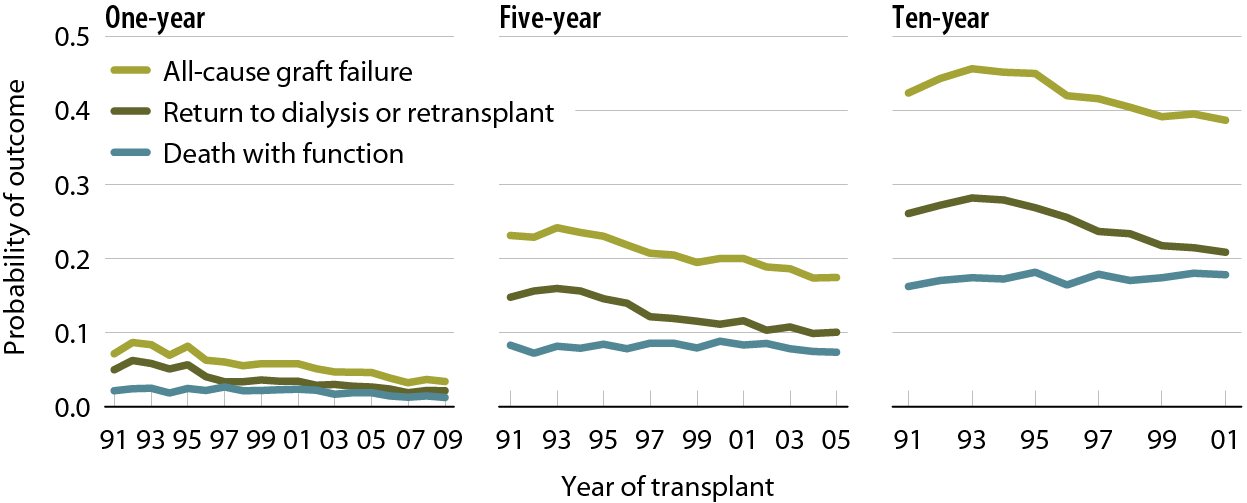 One-year
Five-year
Ten-year
Probability of outcome
0.5
0.4
0.3
0.2
0.1
0.0
All-cause graft failure
Return to dialysis or retransplant
Death with function
91 93 95 97 99 01 03 05 07 09
91 93 95 97 99 01 03 05
91 93 95 97 99 01
Year of transplant